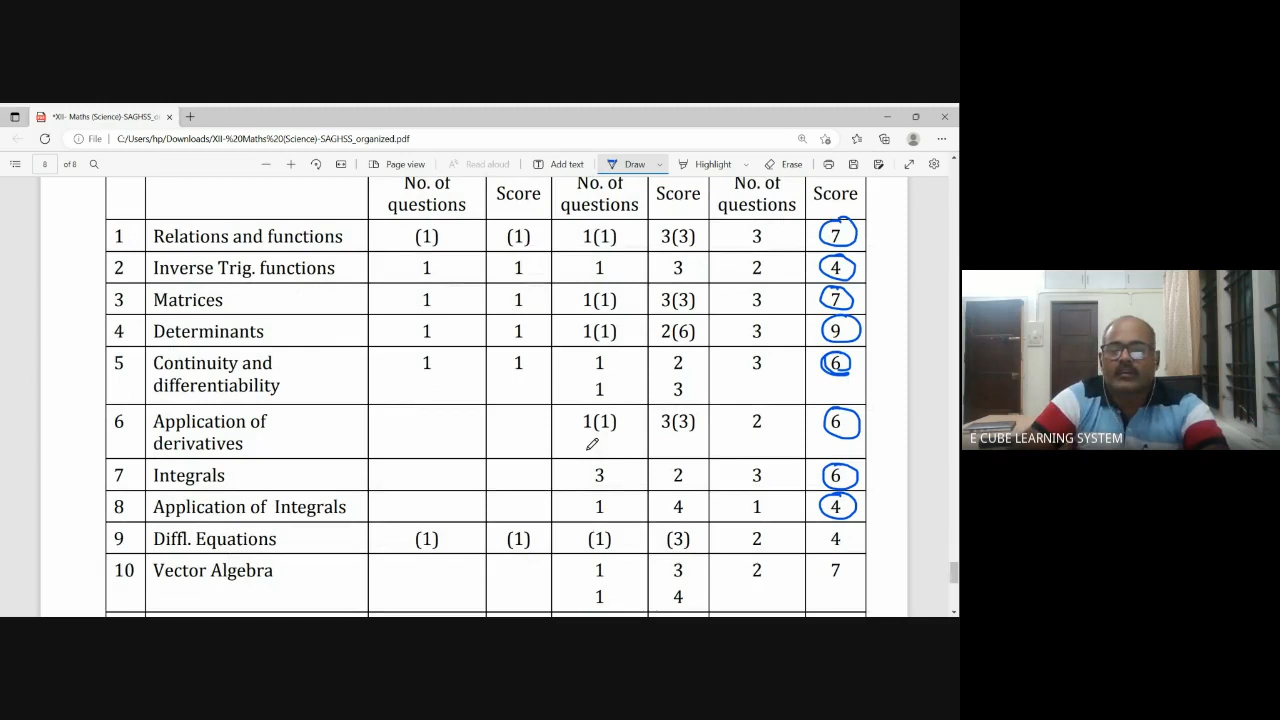 *XII- Maths (Science)-SAGHSS_o
File C:/Users/hp/Downloads/XII-%20Maths%20(Science)-SAGHSS_organized.pdf
8 of 8 Page view Read aloud Add text Draw Highlight Erase
No. of questions Score No. of questions Score No. of questions Score
1 Relations and functions (1) (1) 1(1) 3(3) 3 7
2 Inverse Trig. functions 1 1 1 3 2 4
3 Matrices 1 1 1(1) 3(3) 3 7
4 Determinants 1 1 1(1) 2(6) 3 9
5 Continuity and 1 1 1 2 3 6
differentiability 1 3
6 Application of 1(1) 3(3) 2 6
derivatives
7 Integrals 3 2 3 6
8 Application of Integrals 1 4 1 4
9 Diffl. Equations (1) (1) (1) (3) 2 4
10 Vector Algebra 1 3 2 7
1 4
E CUBE LEARNING SYSTEM